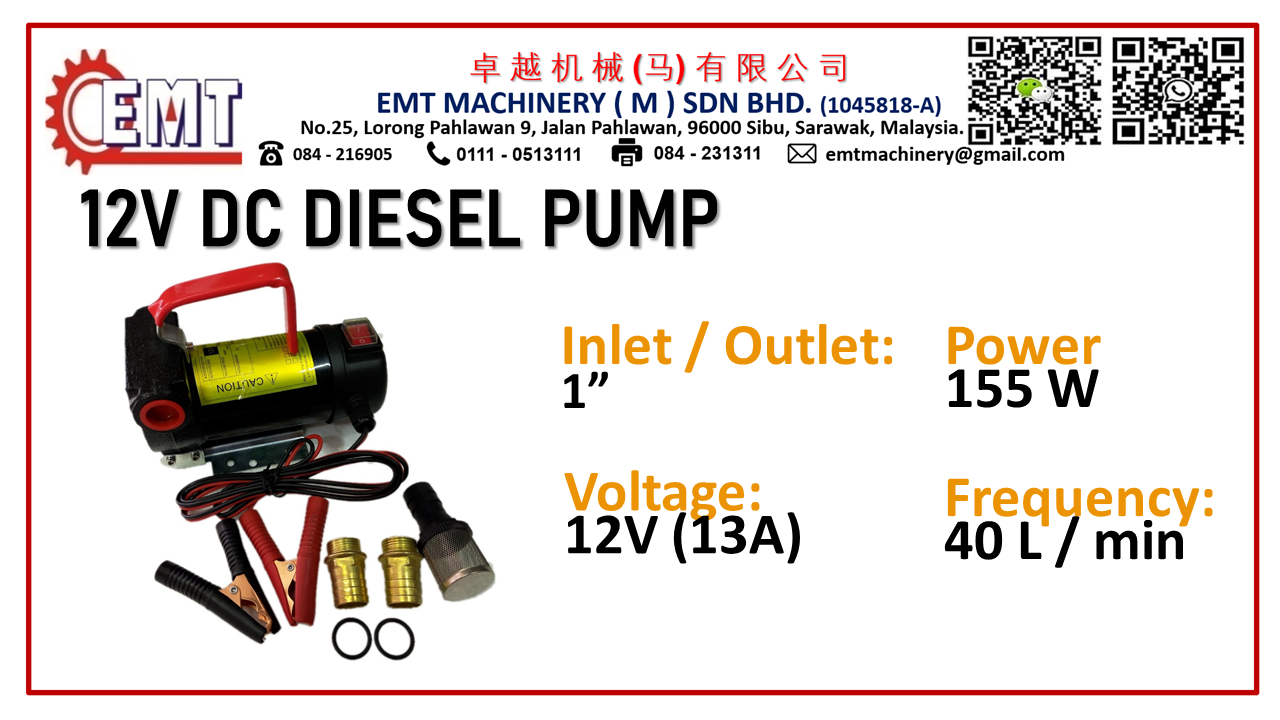 EMT
卓越机械(马)有限公司
EMT MACHINERY ( M ) SDN BHD. (1045818-A)
No.25, Lorong Pahlawan 9, Jalan Pahlawan, 96000 Sibu, Sarawak, Malaysia.
084 - 216905 0111 - 0513111 084 - 231311 emtmachinery@gmail.com
12V DC DIESEL PUMP
CAUTION
Inlet / Outlet:
1”
Power
155 W
Voltage:
12V (13A)
Frequency:
40 L / min